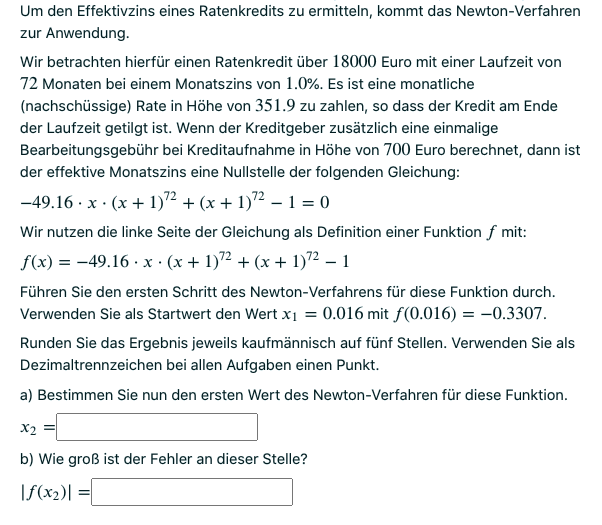 Um den Effektivzins eines Ratenkredits zu ermitteln, kommt das Newton-Verfahren
zur Anwendung.
Wir betrachten hierfür einen Ratenkredit über 18000 Euro mit einer Laufzeit von
72 Monaten bei einem Monatszins von 1.0%. Es ist eine monatliche
(nachschüssige) Rate in Höhe von 351.9 zu zahlen, so dass der Kredit am Ende
der Laufzeit getilgt ist. Wenn der Kreditgeber zusätzlich eine einmalige
Bearbeitungsgebühr bei Kreditaufnahme in Höhe von 700 Euro berechnet, dann ist
der effektive Monatszins eine Nullstelle der folgenden Gleichung:
−49.16 · x · (x + 1)^72 + (x + 1)^72 − 1 = 0
Wir nutzen die linke Seite der Gleichung als Definition einer Funktion f mit:
f(x) = −49.16 · x · (x + 1)^72 + (x + 1)^72 − 1
Führen Sie den ersten Schritt des Newton-Verfahrens für diese Funktion durch.
Verwenden Sie als Startwert den Wert x₁ = 0.016 mit f(0.016) = −0.3307.
Runden Sie das Ergebnis jeweils kaufmännisch auf fünf Stellen. Verwenden Sie als
Dezimaltrennzeichen bei allen Aufgaben einen Punkt.
a) Bestimmen Sie nun den ersten Wert des Newton-Verfahren für diese Funktion.
x₂ =
b) Wie groß ist der Fehler an dieser Stelle?
|f(x₂)| =